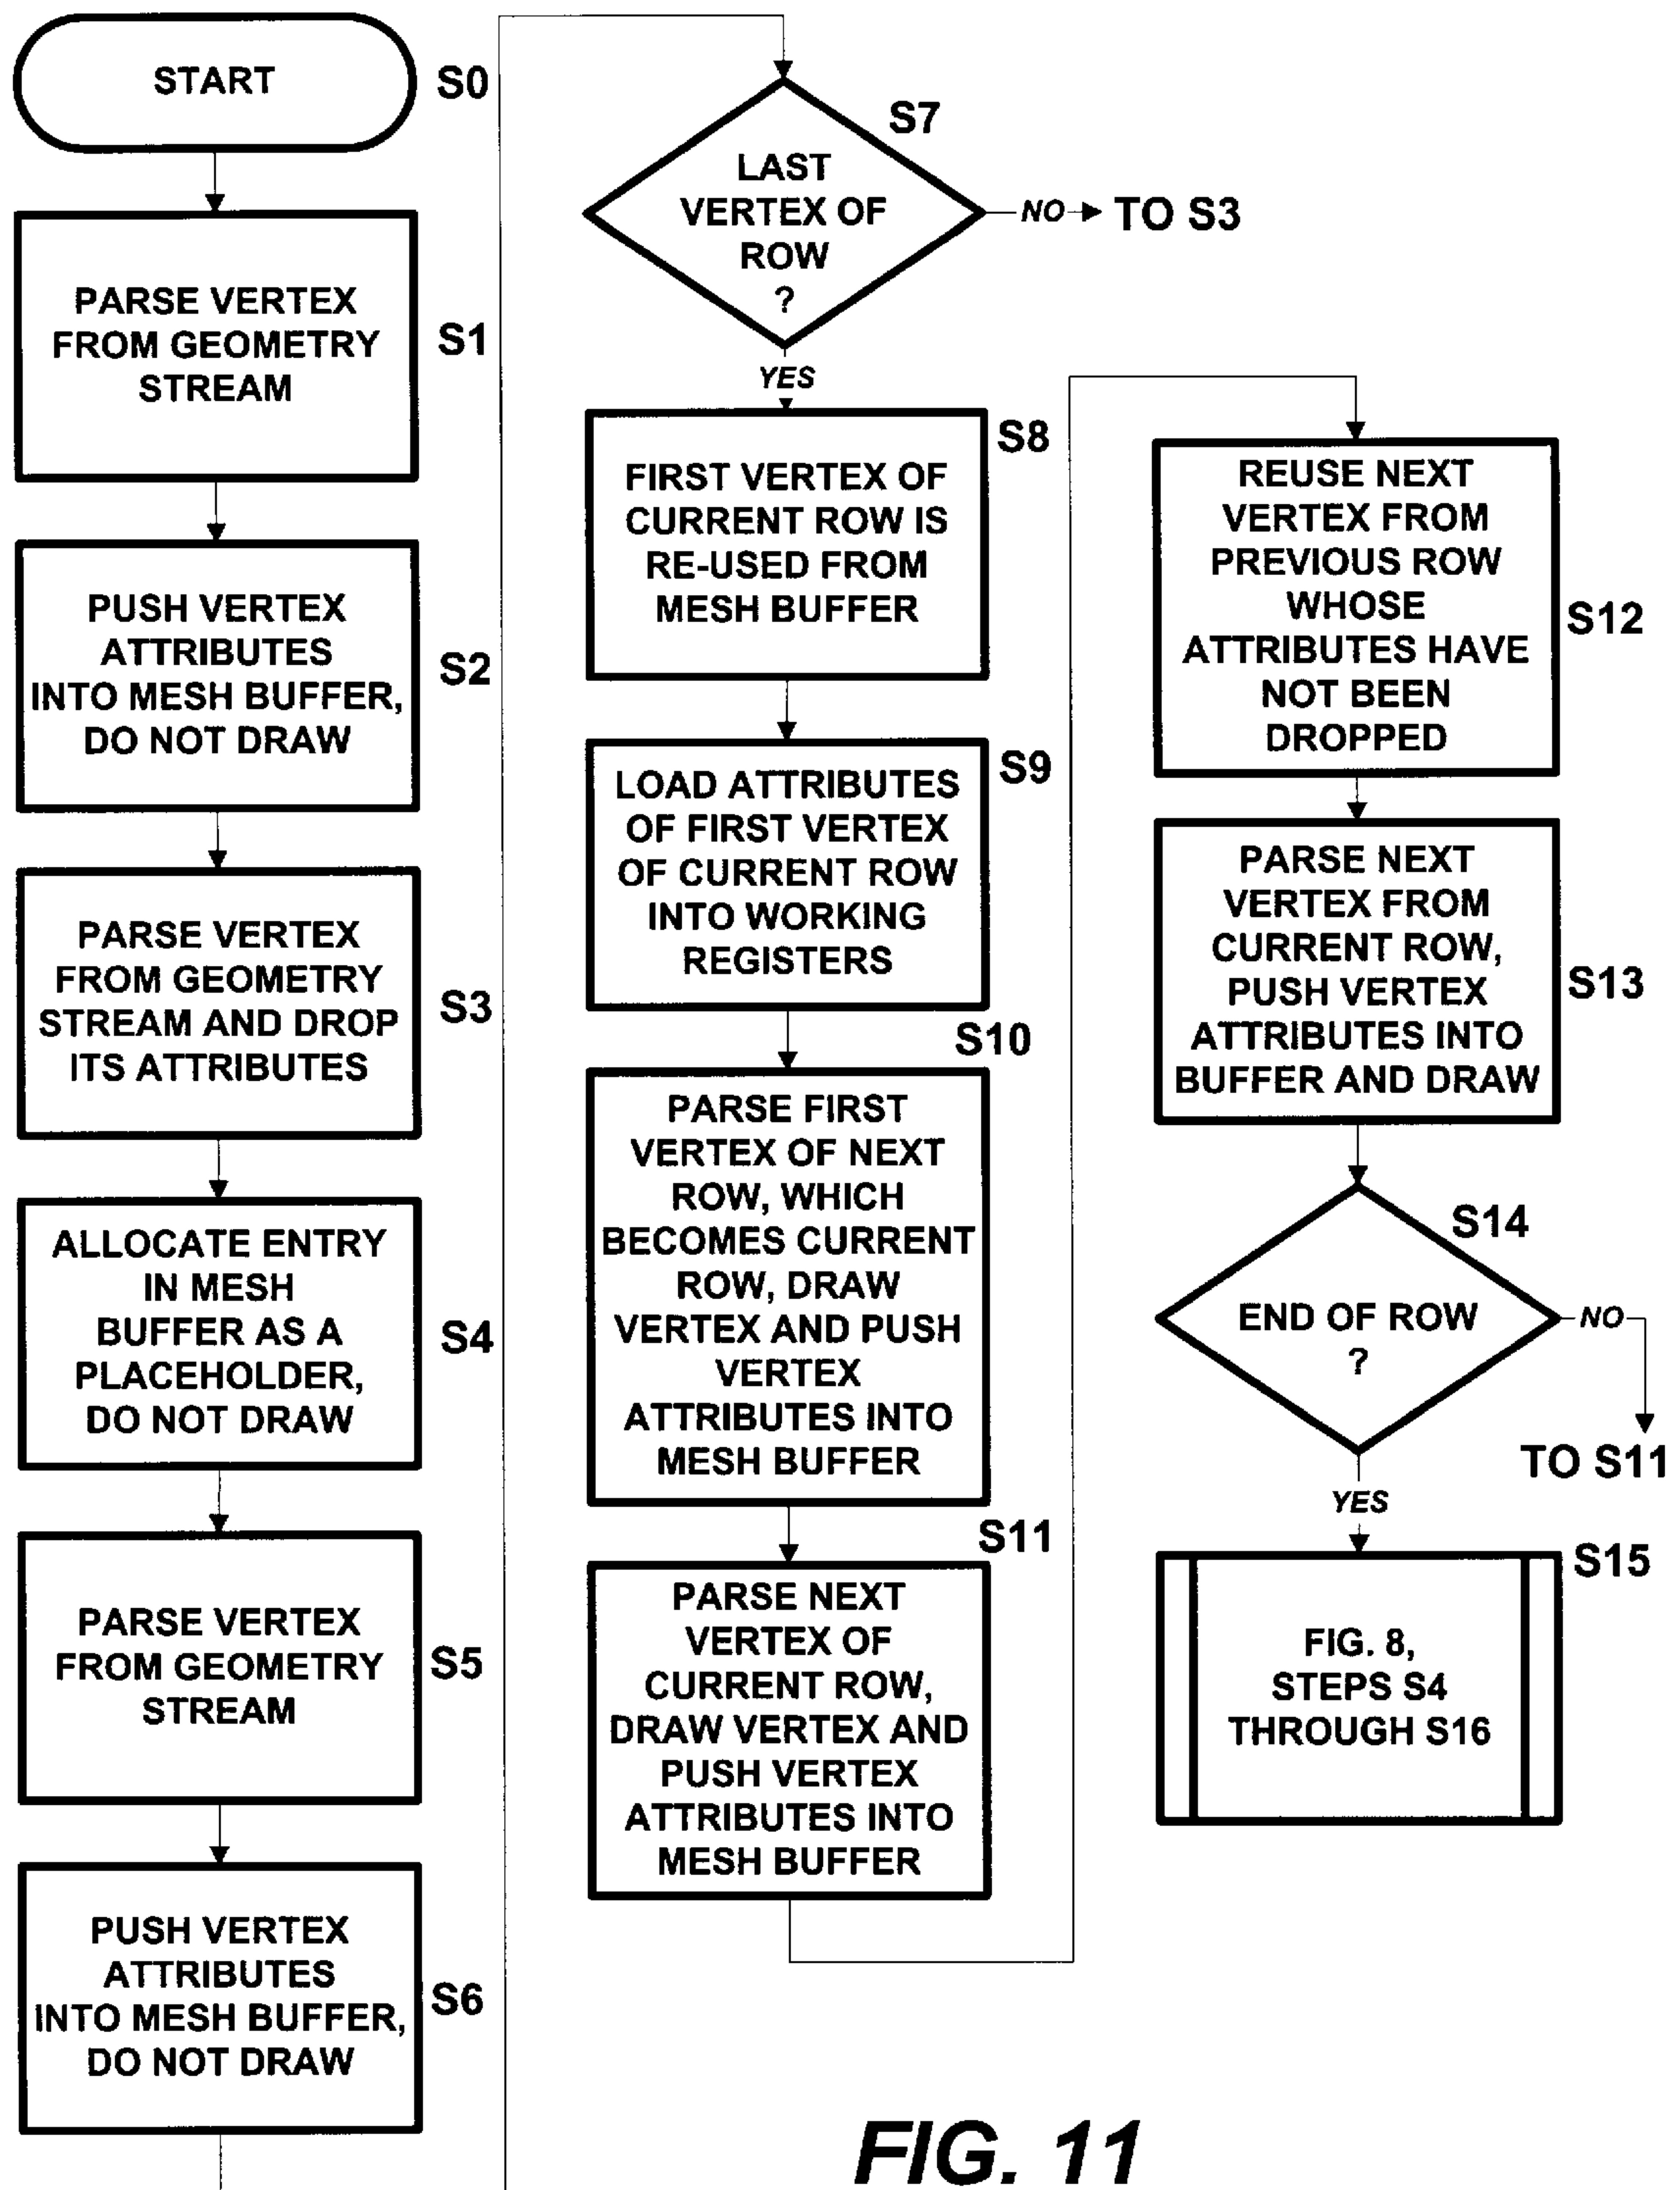 START
S0
PARSE VERTEX
FROM GEOMETRY
STREAM
S1
PUSH VERTEX
ATTRIBUTES
INTO MESH BUFFER,
DO NOT DRAW
S2
PARSE VERTEX
FROM GEOMETRY
STREAM AND DROP
ITS ATTRIBUTES
S3
ALLOCATE ENTRY
IN MESH
BUFFER AS A
PLACEHOLDER,
DO NOT DRAW
S4
PARSE VERTEX
FROM GEOMETRY
STREAM
S5
PUSH VERTEX
ATTRIBUTES
INTO MESH BUFFER,
DO NOT DRAW
S6
S7
LAST
VERTEX OF
ROW
?
NO
TO S3
YES
S8
FIRST VERTEX OF
CURRENT ROW IS
RE-USED FROM
MESH BUFFER
S9
LOAD ATTRIBUTES
OF FIRST VERTEX
OF CURRENT ROW
INTO WORKING
REGISTERS
S10
PARSE FIRST
VERTEX OF NEXT
ROW, WHICH
BECOMES CURRENT
ROW, DRAW
VERTEX AND PUSH
VERTEX
ATTRIBUTES INTO
MESH BUFFER
S11
PARSE NEXT
VERTEX OF
CURRENT ROW,
DRAW VERTEX AND
PUSH VERTEX
ATTRIBUTES INTO
MESH BUFFER
REUSE NEXT
VERTEX FROM
PREVIOUS ROW
WHOSE
ATTRIBUTES HAVE
NOT BEEN
DROPPED
S12
PARSE NEXT
VERTEX FROM
CURRENT ROW,
PUSH VERTEX
ATTRIBUTES INTO
BUFFER AND DRAW
S13
S14
END OF ROW
?
NO
TO S11
YES
S15
FIG. 8,
STEPS S4
THROUGH S16
FIG. 11